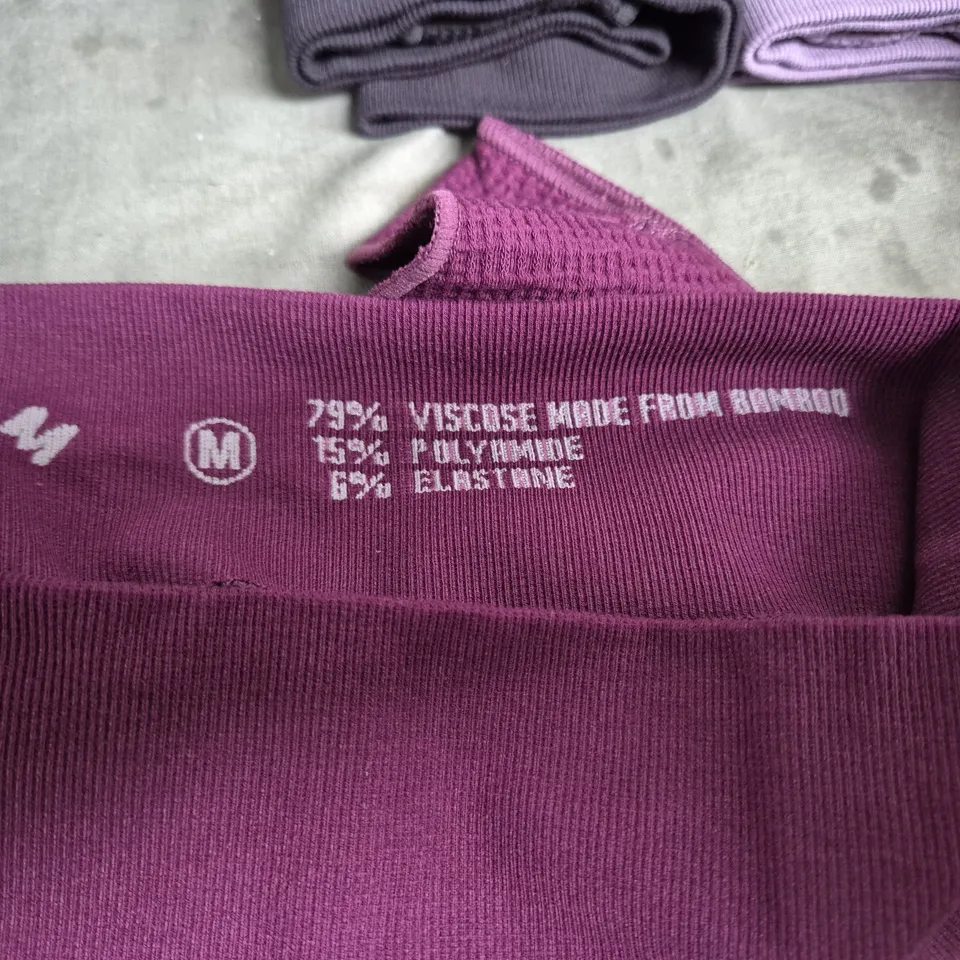 M
M
79% VISCOSE MADE FROM BAMBOO
15% POLYAMIDE
6% ELASTANE